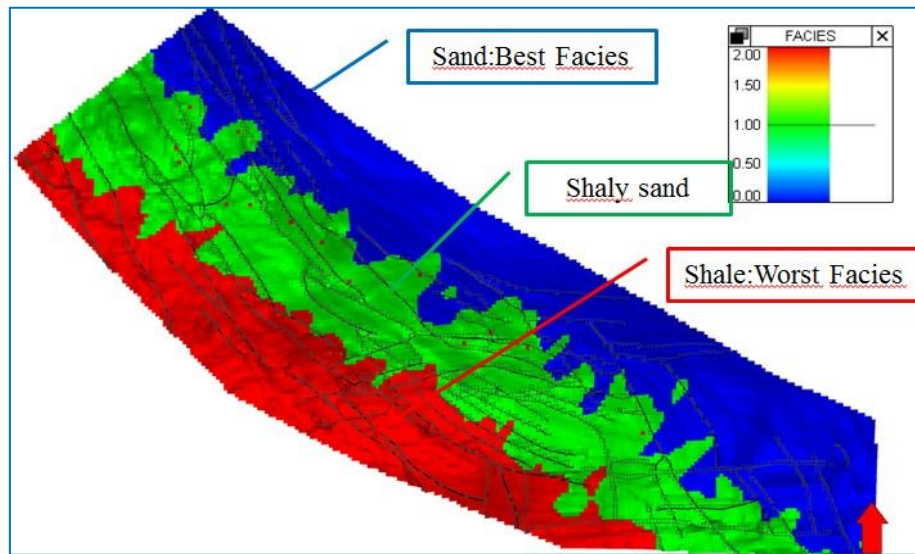 Sand:Best Facies
FACIES
2.00
1.50
1.00
0.50
0.00
Shaly sand
Shale:Worst Facies